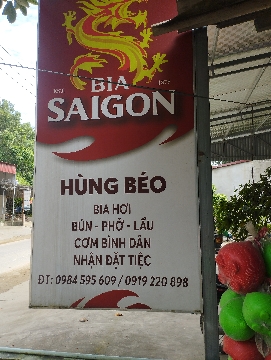 BIA
SAIGON
HÙNG BÉO
BIA HƠI
BÚN - PHỞ - LẨU
CƠM BÌNH DÂN
NHẬN ĐẶT TIỆC
ĐT: 0984 595 609 / 0919 220 898